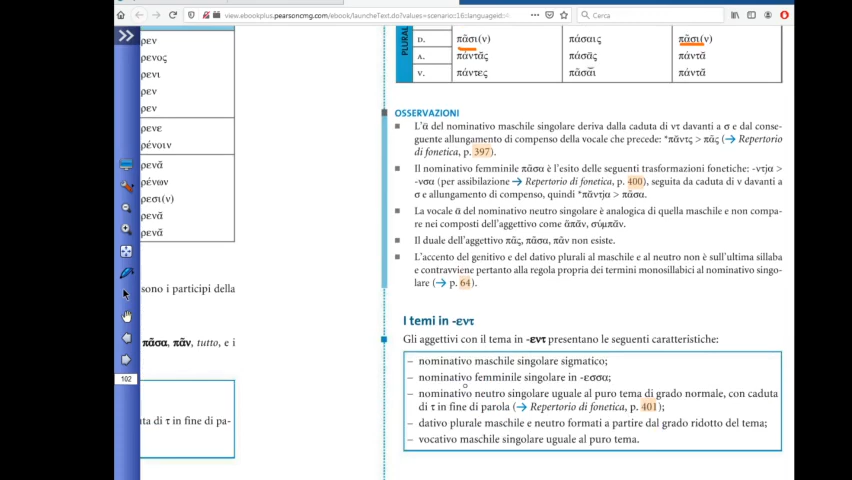 view.ebookplus.pearsoncmg.com/ebook/launcheText.do?values=scenario::16::languageid::
Cerca
ρεν
ρενος
ρενι
ρεν
ρεν
ρενε
ρένοιν
ρενᾰ
ρένων
ρεσι(ν)
ρενᾰ
ρενᾰ
sono i participi della
πᾶσα, πᾶν, tutto, e i
ta di τ in fine di pa-
102
PLURALE
D. πᾶσι(ν) πάσαις πᾶσι(ν)
A. πάντᾰς πάσᾱς πάντᾰ
V. πάντες πᾶσαι πάντᾰ
OSSERVAZIONI
L'ᾱ del nominativo maschile singolare deriva dalla caduta di ντ davanti a σ e dal conse-
guente allungamento di compenso della vocale che precede: *πᾰντς > πᾶς (→ Repertorio
di fonetica, p. 397).
Il nominativo femminile πᾶσα è l'esito delle seguenti trasformazioni fonetiche: -ντjα >
-νσα (per assibilazione → Repertorio di fonetica, p. 400), seguita da caduta di ν davanti a
σ e allungamento di compenso, quindi *πᾰντjα > πᾶσα.
La vocale ᾱ del nominativo neutro singolare è analogica di quella maschile e non compa-
re nei composti dell'aggettivo come ἅπᾰν, σύμπᾰν.
Il duale dell'aggettivo πᾶς, πᾶσα, πᾶν non esiste.
L'accento del genitivo e del dativo plurali al maschile e al neutro non è sull'ultima sillaba
e contravviene pertanto alla regola propria dei termini monosillabici al nominativo singo-
lare (→ p. 64).
I temi in -εντ
Gli aggettivi con il tema in -εντ presentano le seguenti caratteristiche:
– nominativo maschile singolare sigmatico;
– nominativo femminile singolare in -εσσα;
– nominativo neutro singolare uguale al puro tema di grado normale, con caduta
di τ in fine di parola (→ Repertorio di fonetica, p. 401);
– dativo plurale maschile e neutro formati a partire dal grado ridotto del tema;
– vocativo maschile singolare uguale al puro tema.